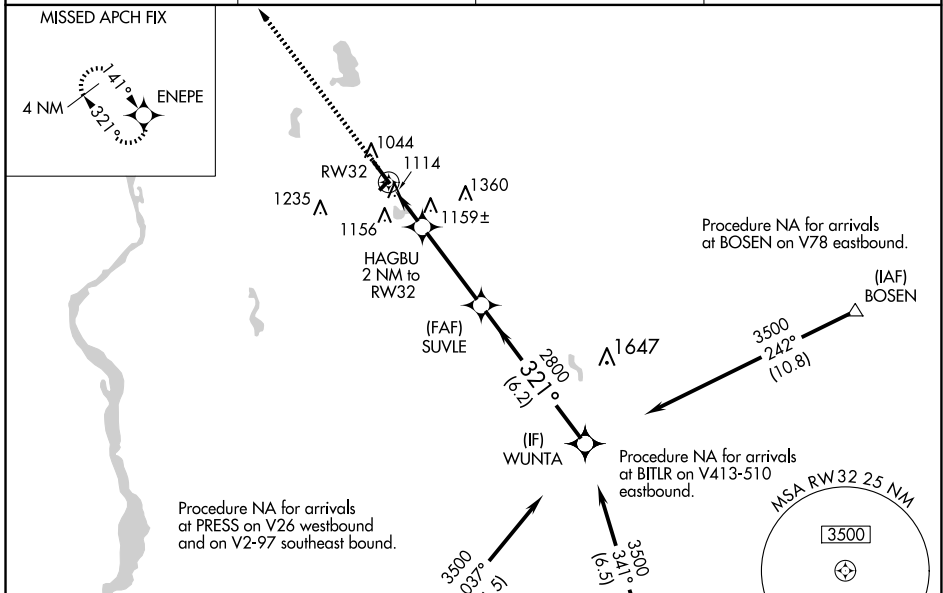 MISSED APCH FIX
141°
4 NM
321°
ENEPE
1044
RW32
1114
1235
1360
1156
1159±
HAGBU
2 NM to
RW32
Procedure NA for arrivals
at BOSEN on V78 eastbound.
(IAF)
BOSEN
(FAF)
SUVLE
3500
242°
(10.8)
1647
2800
321°
(6.2)
(IF)
WUNTA
Procedure NA for arrivals
at BITLR on V413-510
eastbound.
Procedure NA for arrivals
at PRESS on V26 westbound
and on V2-97 southeast bound.
3500
037°
3500
341°
(6.5)
MSA RW32 25 NM
3500